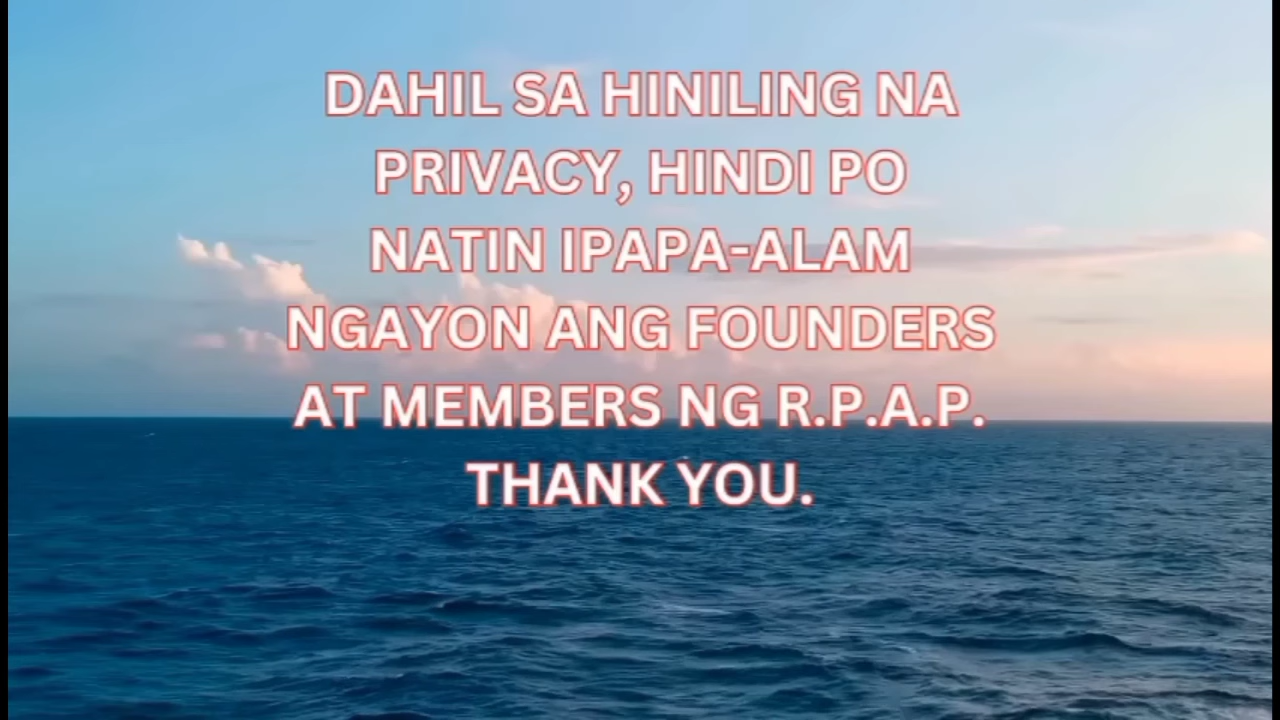 DAHIL SA HINILING NA
PRIVACY, HINDI PO
NATIN IPAPA-ALAM
NGAYON ANG FOUNDERS
AT MEMBERS NG R.P.A.P.
THANK YOU.